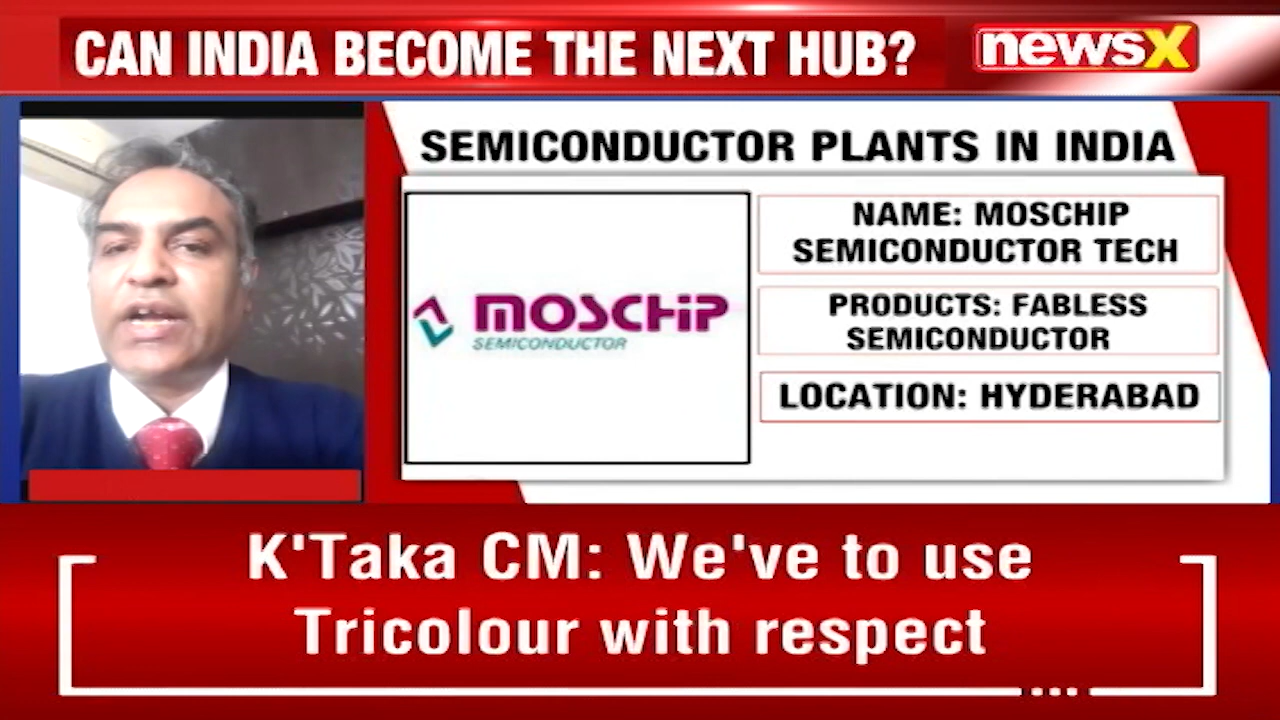 CAN INDIA BECOME THE NEXT HUB?
newsX
SEMICONDUCTOR PLANTS IN INDIA
MOSCHIP
SEMICONDUCTOR
NAME: MOSCHIP
SEMICONDUCTOR TECH
PRODUCTS: FABLESS
SEMICONDUCTOR
LOCATION: HYDERABAD
K'Taka CM: We've to use
Tricolour with respect